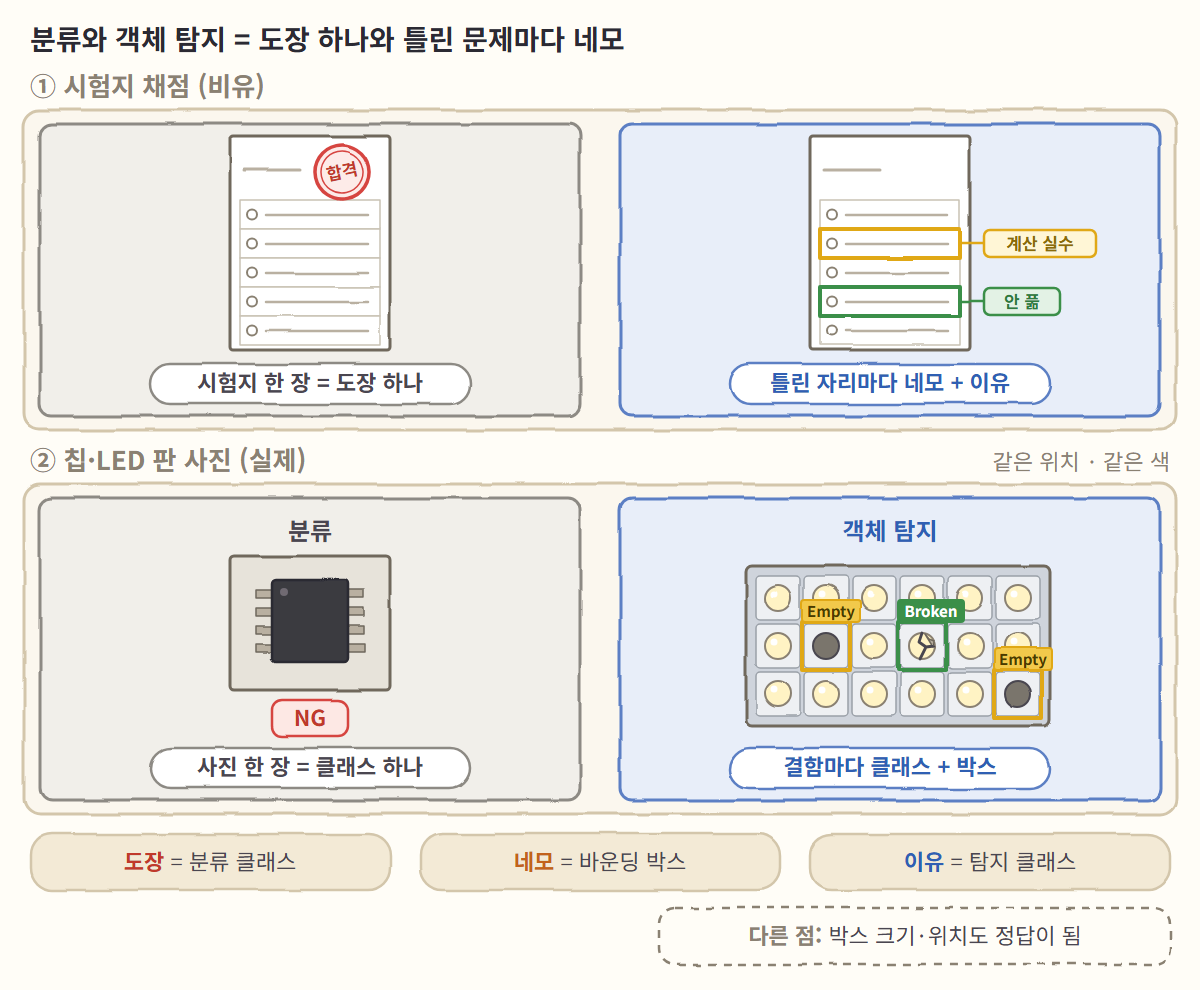 분류와 객체 탐지 = 도장 하나와 틀린 문제마다 네모
① 시험지 채점 (비유)
합격
계산 실수
안 풂
시험지 한 장 = 도장 하나
틀린 자리마다 네모 + 이유
② 칩·LED 판 사진 (실제)
같은 위치 · 같은 색
분류
객체 탐지
Empty
Broken
Empty
NG
사진 한 장 = 클래스 하나
결함마다 클래스 + 박스
도장 = 분류 클래스
네모 = 바운딩 박스
이유 = 탐지 클래스
다른 점: 박스 크기·위치도 정답이 됨